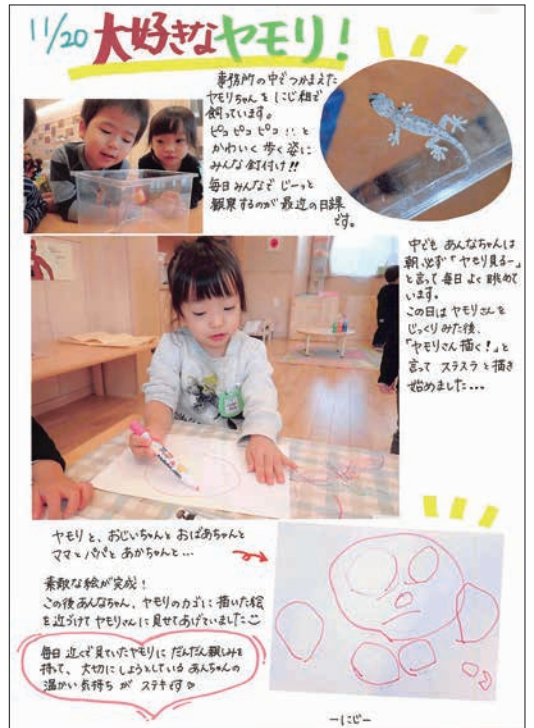 11/20 大好きなヤモリ!
事務所の中でつかまえた
ヤモリちゃんを にじ組で
飼っています。
ピョピョピョ!!と
かわいく歩く姿に
みんな釘付け!!
毎日みんなで じーっと
観察するのが 最近の日課
です。
中でも あんなちゃんは
朝、必ず「ヤモリ見るー」
と言って毎日よく眺めて
います。
この日はヤモリさんを
じっくりみた後、
「ヤモリさん描く!」と
言って スラスラと描き
始めました…
ヤモリと、おじいちゃんと おばあちゃんと
ママと パパと あかちゃんと…
素敵な絵が完成!
この後あんなちゃん、ヤモリのカゴに描いた絵
を近づけてヤモリさんに見せてあげていました
毎日 近くで見ていたヤモリに だんだん親しみを
持って、大切にしようとしている あんなちゃんの
温かい気持ち が ステキです
ーにじー